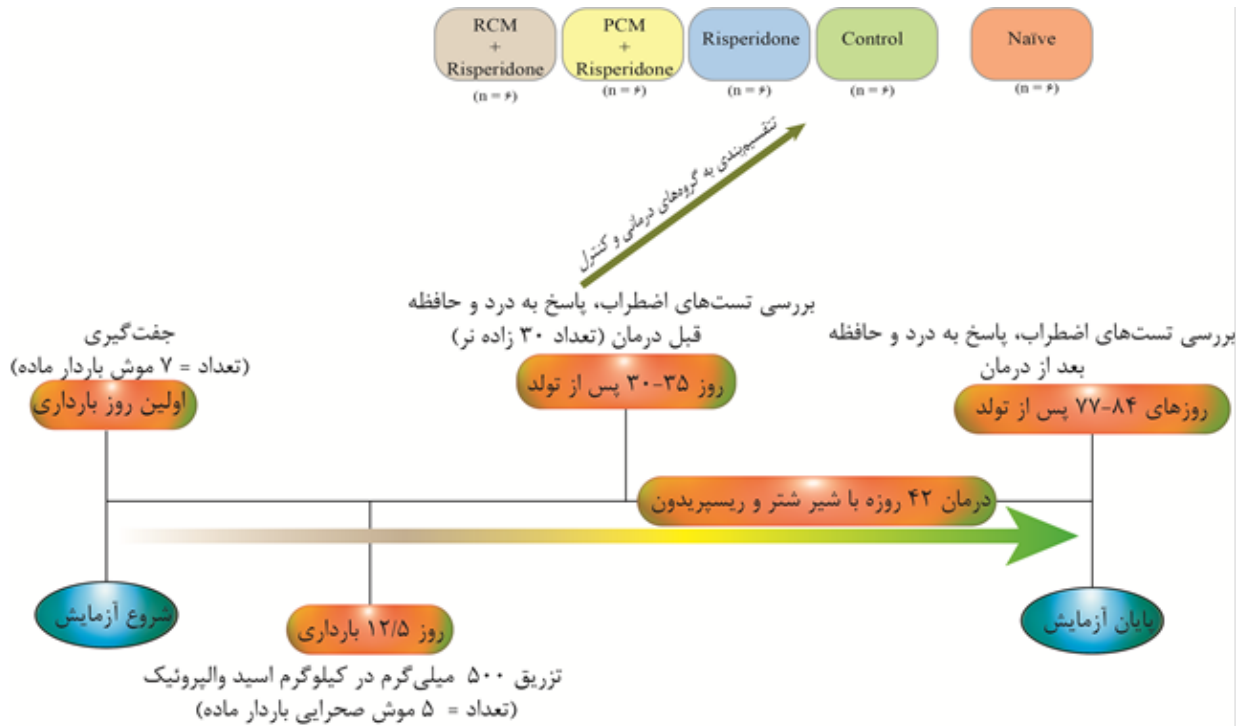 RCM
+
Risperidone
(n = ۶)
PCM
+
Risperidone
(n = ۶)
Risperidone
(n = ۶)
Control
(n = ۶)
Naïve
(n = ۶)
تقسیم‌بندی به گروه‌های درمانی و کنترل
بررسی تست‌های اضطراب، پاسخ به درد و حافظه
قبل درمان (تعداد ۳۰ زاده نر)
روز ۳۵-۳۰ پس از تولد
جفت‌گیری
(تعداد = ۷ موش باردار ماده)
اولین روز بارداری
بررسی تست‌های اضطراب، پاسخ به درد و حافظه
بعد از درمان
روزهای ۸۴-۷۷ پس از تولد
درمان ۴۲ روزه با شیر شتر و ریسپریدون
شروع آزمایش
روز ۱۲/۵ بارداری
تزریق ۵۰۰ میلی‌گرم در کیلوگرم اسید والپروئیک
(تعداد = ۵ موش صحرایی باردار ماده)
پایان آزمایش